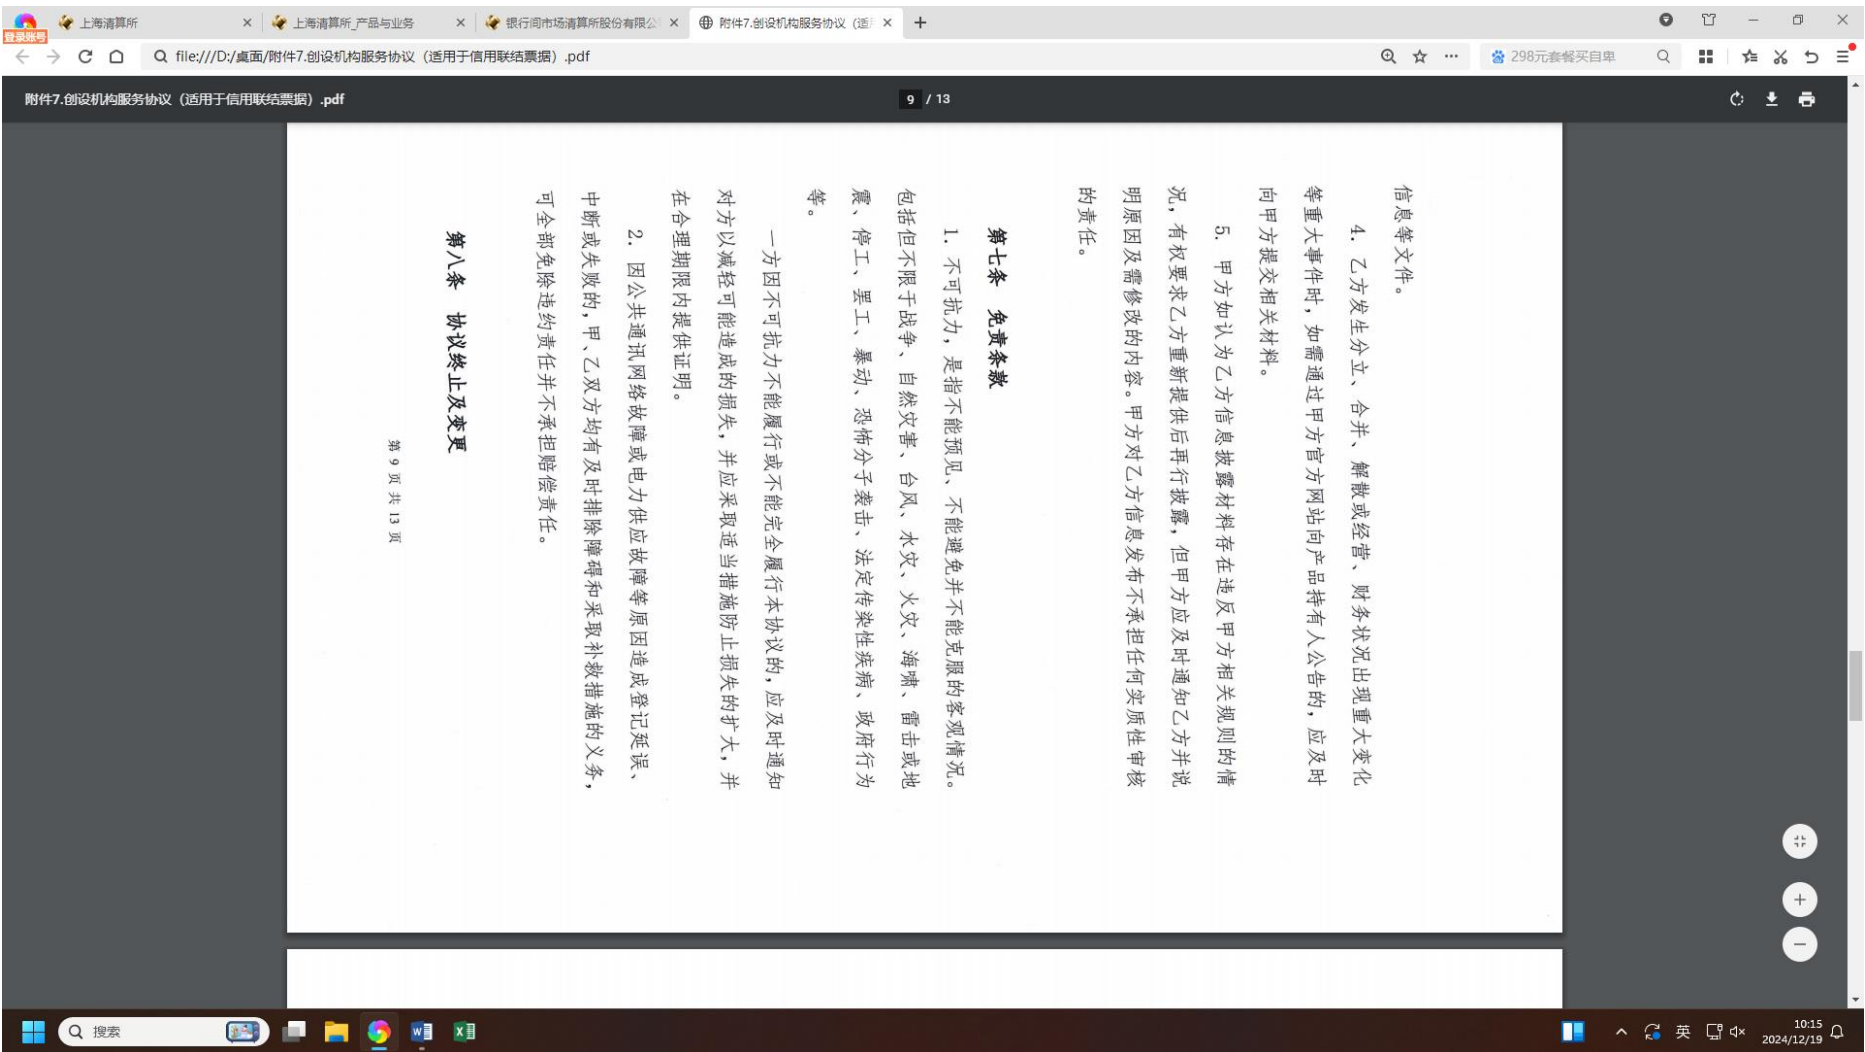 登录账号
上海清算所
上海清算所_产品与业务
银行间市场清算所股份有限公
附件7.创设机构服务协议（适
file:///D:/桌面/附件7.创设机构服务协议（适用于信用联结票据）.pdf
298元套餐买自卑
附件7.创设机构服务协议（适用于信用联结票据）.pdf
9 / 13
信息等文件。
4. 乙方发生分立、合并、解散或经营、财务状况出现重大变化
等重大事件时，如需通过甲方官方网站向产品持有人公告的，应及时
向甲方提交相关材料。
5. 甲方如认为乙方信息披露材料存在违反甲方相关规则的情
况，有权要求乙方重新提供后再行披露，但甲方应及时通知乙方并说
明原因及需修改的内容。甲方对乙方信息发布不承担任何实质性审核
的责任。
第七条 免责条款
1. 不可抗力，是指不能预见、不能避免并不能克服的客观情况。
包括但不限于战争、自然灾害、台风、水灾、火灾、海啸、雷击或地
震、停工、罢工、暴动、恐怖分子袭击、法定传染性疾病、政府行为
等。
一方因不可抗力不能履行或不能完全履行本协议的，应及时通知
对方以减轻可能造成的损失，并应采取适当措施防止损失的扩大，并
在合理期限内提供证明。
2. 因公共通讯网络故障或电力供应故障等原因造成登记延误、
中断或失败的，甲、乙双方均有及时排除障碍和采取补救措施的义务，
可全部免除违约责任并不承担赔偿责任。
第八条 协议终止及变更
第 9 页 共 13 页
搜索
英
10:15
2024/12/19